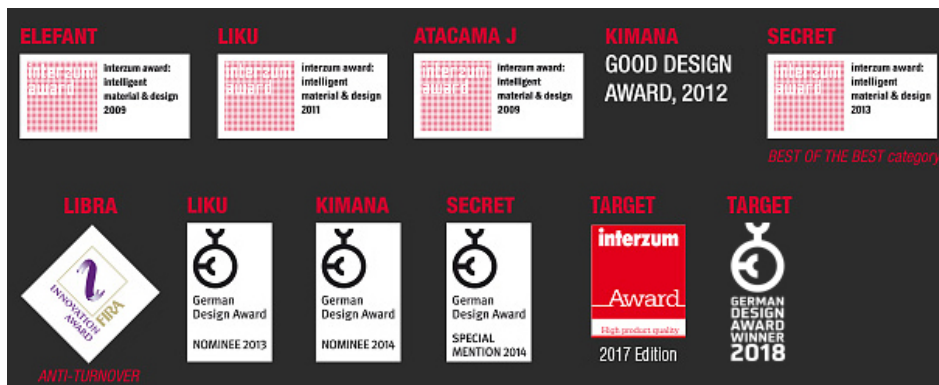 ELEFANT
interzum
award
interzum award:
intelligent
material & design
2009
LIKU
interzum
award
interzum award:
intelligent
material & design
2011
ATACAMA J
interzum
award
interzum award:
intelligent
material & design
2009
KIMANA
GOOD DESIGN
AWARD, 2012
SECRET
interzum
award
interzum award:
intelligent
material & design
2013
BEST OF THE BEST category
LIBRA
INNOVATION
AWARD
FIRA
ANTI-TURNOVER
LIKU
German
Design Award
NOMINEE 2013
KIMANA
German
Design Award
NOMINEE 2014
SECRET
German
Design Award
SPECIAL
MENTION 2014
TARGET
interzum
Award
High product quality
2017 Edition
TARGET
GERMAN
DESIGN
AWARD
WINNER
2018